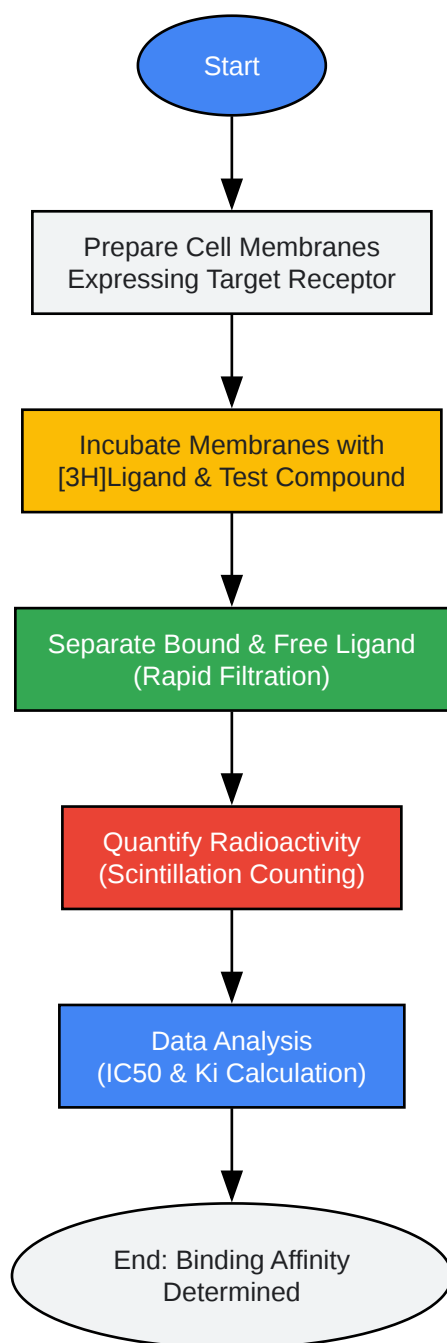 Start
Prepare Cell Membranes
Expressing Target Receptor
Incubate Membranes with
[3H]Ligand & Test Compound
Separate Bound & Free Ligand
(Rapid Filtration)
Quantify Radioactivity
(Scintillation Counting)
Data Analysis
(IC50 & Ki Calculation)
End: Binding Affinity
Determined